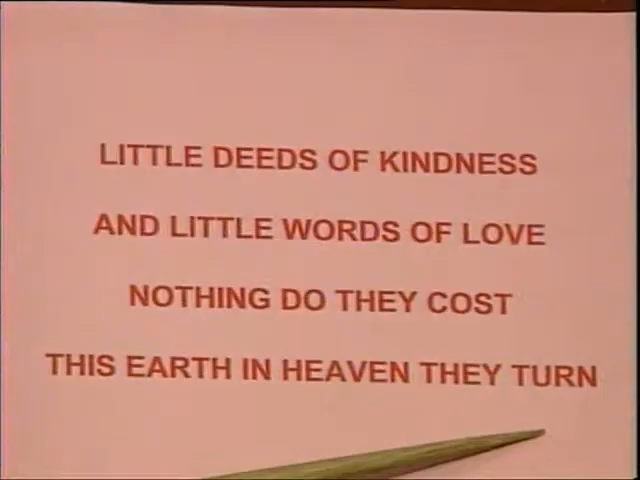 LITTLE DEEDS OF KINDNESS
AND LITTLE WORDS OF LOVE
NOTHING DO THEY COST
THIS EARTH IN HEAVEN THEY TURN